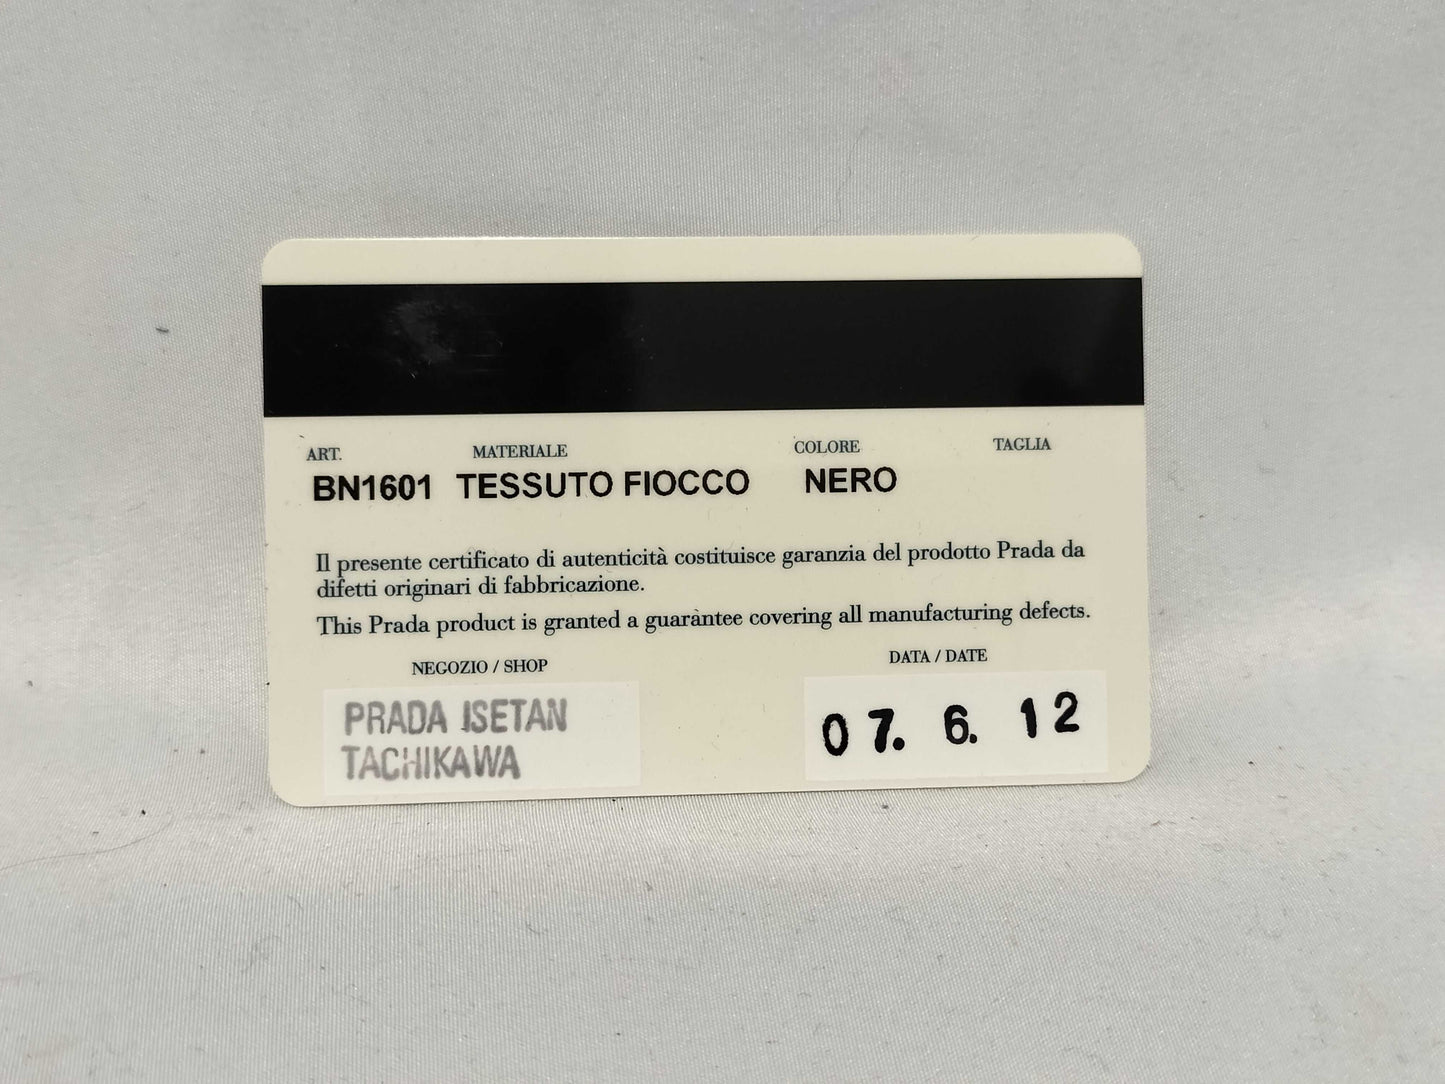 ART. MATERIALE COLORE TAGLIA
BN1601 TESSUTO FIOCCO NERO
Il presente certificato di autenticità costituisce garanzia del prodotto Prada da
difetti originari di fabbricazione.
This Prada product is granted a guarantee covering all manufacturing defects.
NEGOZIO / SHOP DATA / DATE
PRADA ISETAN
TACHIKAWA
07. 6. 12